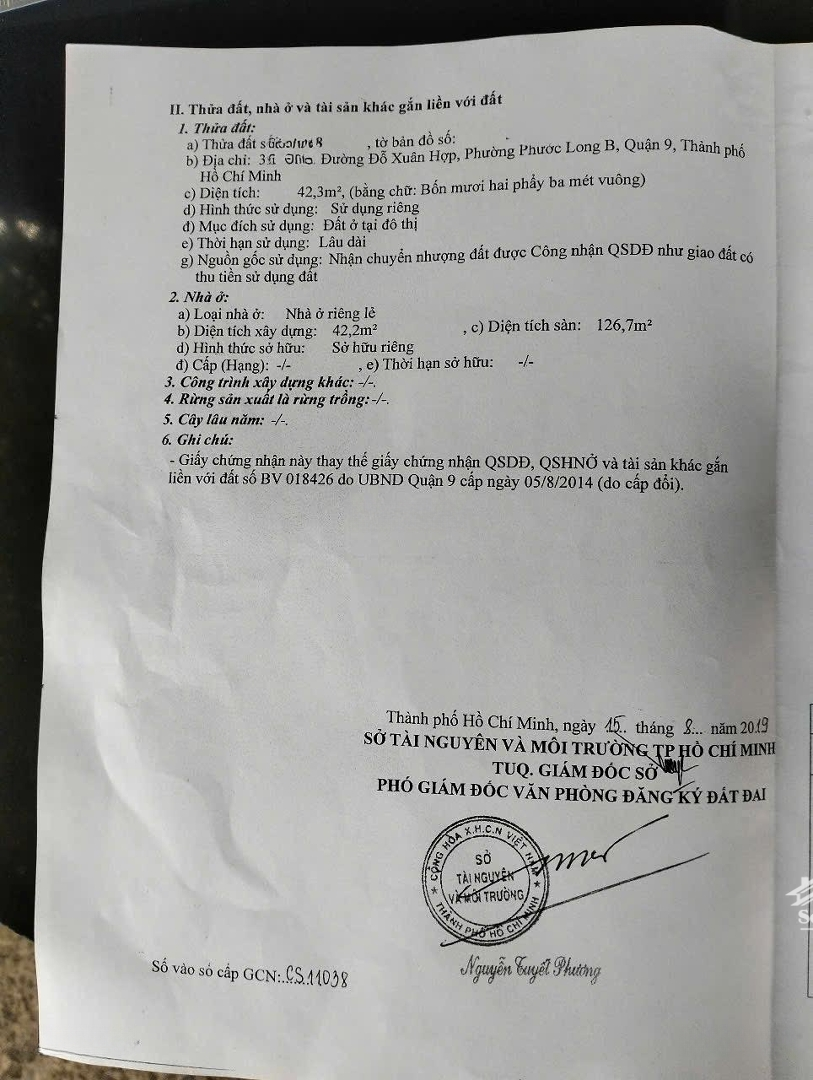 II. Thửa đất, nhà ở và tài sản khác gắn liền với đất
1. Thửa đất:
a) Thửa đất số , tờ bản đồ số:
b) Địa chỉ: Đường Đỗ Xuân Hợp, Phường Phước Long B, Quận 9, Thành phố
Hồ Chí Minh
c) Diện tích: 42,3m², (bằng chữ: Bốn mươi hai phẩy ba mét vuông)
d) Hình thức sử dụng: Sử dụng riêng
đ) Mục đích sử dụng: Đất ở tại đô thị
e) Thời hạn sử dụng: Lâu dài
g) Nguồn gốc sử dụng: Nhận chuyển nhượng đất được Công nhận QSDĐ như giao đất có
thu tiền sử dụng đất
2. Nhà ở:
a) Loại nhà ở: Nhà ở riêng lẻ
b) Diện tích xây dựng: 42,2m² , c) Diện tích sàn: 126,7m²
d) Hình thức sở hữu: Sở hữu riêng
đ) Cấp (Hạng): -/- , e) Thời hạn sở hữu: -/-
3. Công trình xây dựng khác: -/-.
4. Rừng sản xuất là rừng trồng: -/-.
5. Cây lâu năm: -/-.
6. Ghi chú:
- Giấy chứng nhận này thay thế giấy chứng nhận QSDĐ, QSHNỞ và tài sản khác gắn
liền với đất số BV 018426 do UBND Quận 9 cấp ngày 05/8/2014 (do cấp đổi).
Thành phố Hồ Chí Minh, ngày 15.. tháng 8... năm 2019
SỞ TÀI NGUYÊN VÀ MÔI TRƯỜNG TP HỒ CHÍ MINH
TUQ. GIÁM ĐỐC SỞ
PHÓ GIÁM ĐỐC VĂN PHÒNG ĐĂNG KÝ ĐẤT ĐAI
CỘNG HÒA X.H.C.N VIỆT NAM
SỞ
TÀI NGUYÊN
VÀ MÔI TRƯỜNG
THÀNH PHỐ HỒ CHÍ MINH
Nguyễn Tuyết Phương
Số vào sổ cấp GCN:.CS11038